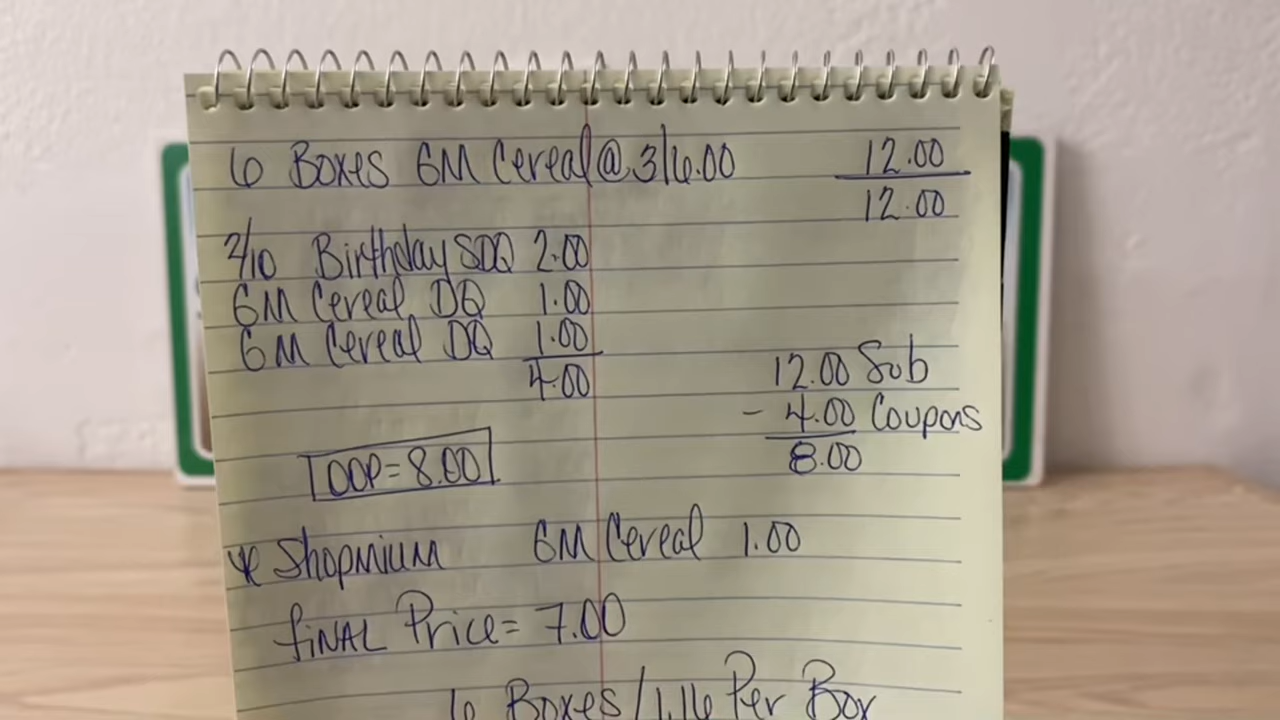 6 Boxes GM Cereal @ 3/6.00 12.00
12.00
2/10 Birthday SDQ 2.00
GM Cereal DQ 1.00
GM Cereal DQ 1.00
4.00
12.00 Sub
- 4.00 Coupons
8.00
OOP = 8.00
* Shopmium GM Cereal 1.00
FINAL Price = 7.00
6 Boxes / 1.16 Per Box